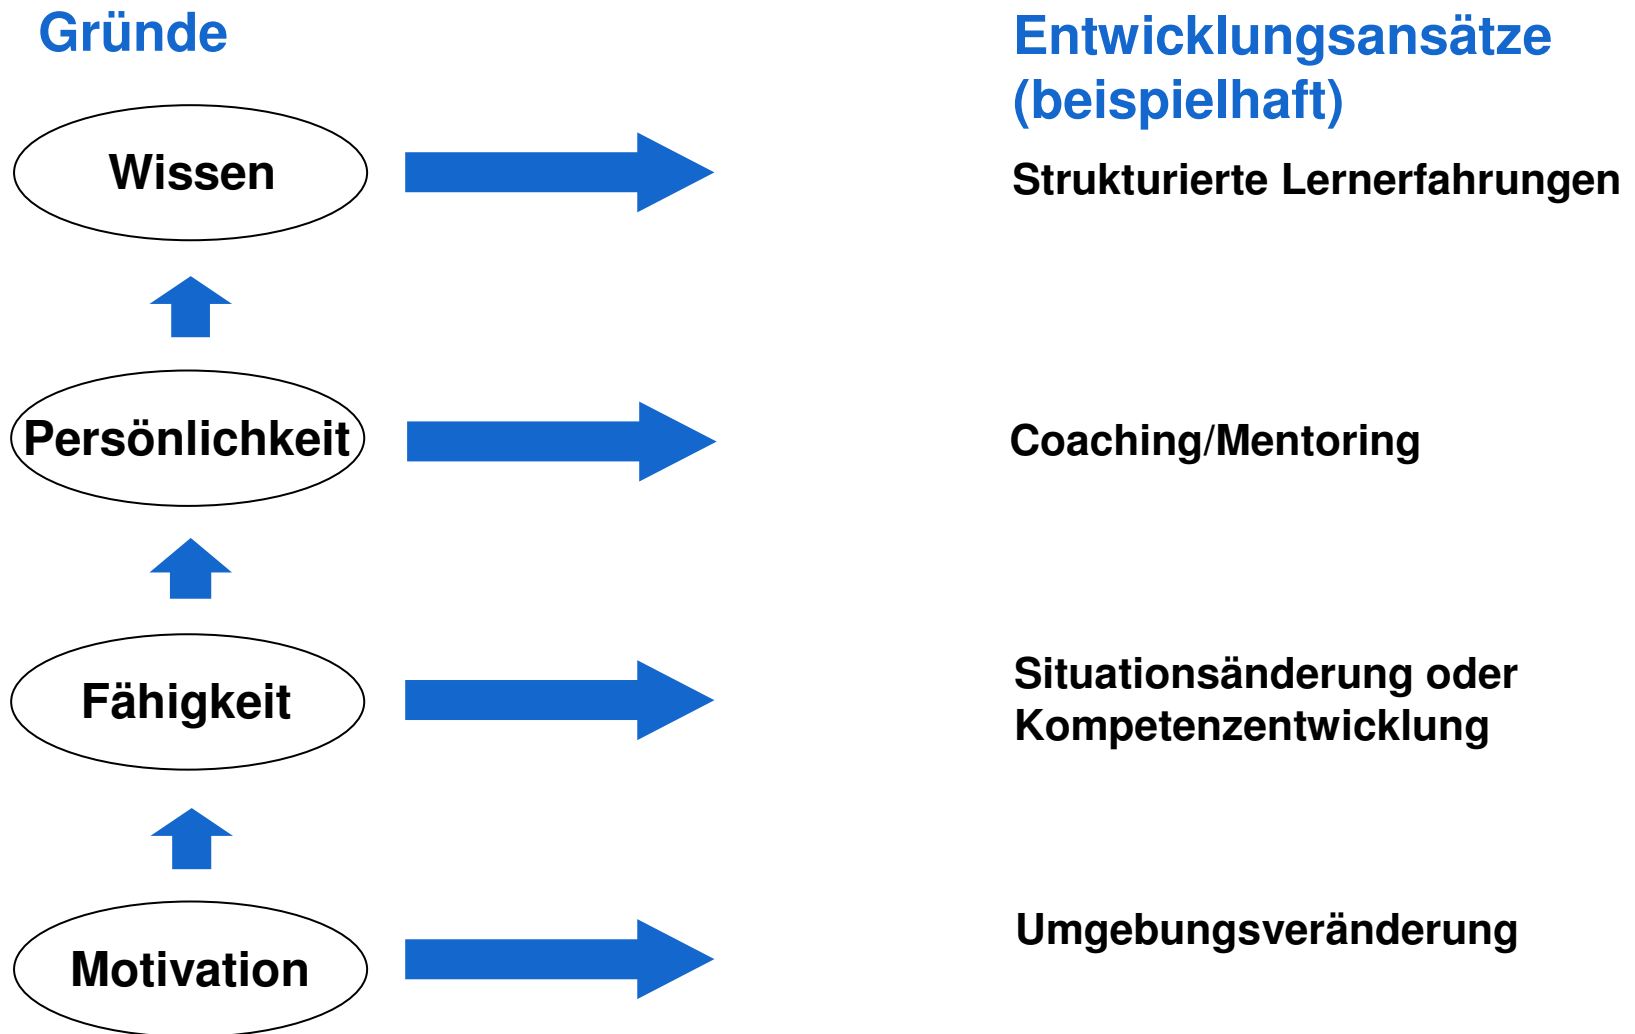 Gründe
Entwicklungsansätze
(beispielhaft)
Wissen
Strukturierte Lernerfahrungen
Persönlichkeit
Coaching/Mentoring
Fähigkeit
Situationsänderung oder
Kompetenzentwicklung
Motivation
Umgebungsveränderung